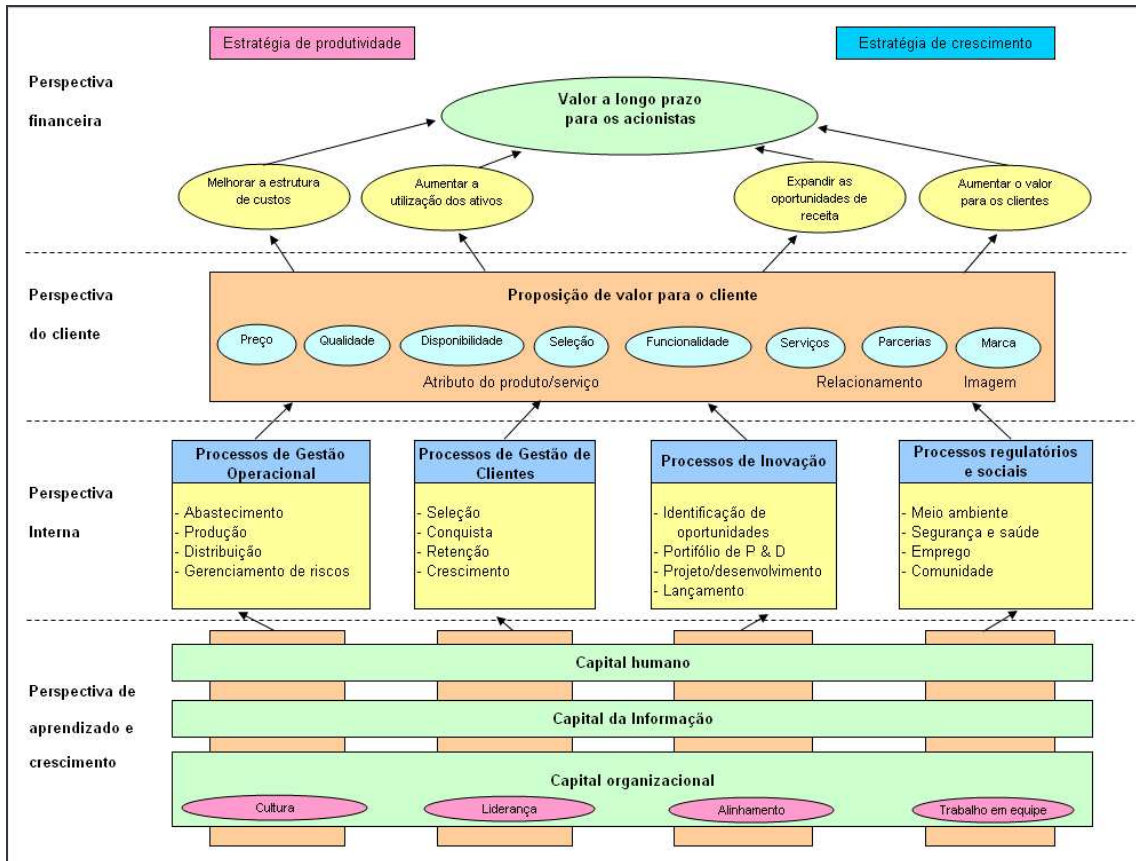 Estratégia de produtividade
Estratégia de crescimento
Perspectiva
financeira
Valor a longo prazo
para os acionistas
Melhorar a estrutura
de custos
Aumentar a
utilização dos ativos
Expandir as
oportunidades de
receita
Aumentar o valor
para os clientes
Perspectiva
do cliente
Proposição de valor para o cliente
Preço
Qualidade
Disponibilidade
Seleção
Funcionalidade
Serviços
Parcerias
Marca
Atributo do produto/serviço
Relacionamento
Imagem
Perspectiva
Interna
Processos de Gestão
Operacional
- Abastecimento
- Produção
- Distribuição
- Gerenciamento de riscos
Processos de Gestão de
Clientes
- Seleção
- Conquista
- Retenção
- Crescimento
Processos de Inovação
- Identificação de
oportunidades
- Portifólio de P & D
- Projeto/desenvolvimento
- Lançamento
Processos regulatórios
e sociais
- Meio ambiente
- Segurança e saúde
- Emprego
- Comunidade
Perspectiva de
aprendizado e
crescimento
Capital humano
Capital da Informação
Capital organizacional
Cultura
Liderança
Alinhamento
Trabalho em equipe